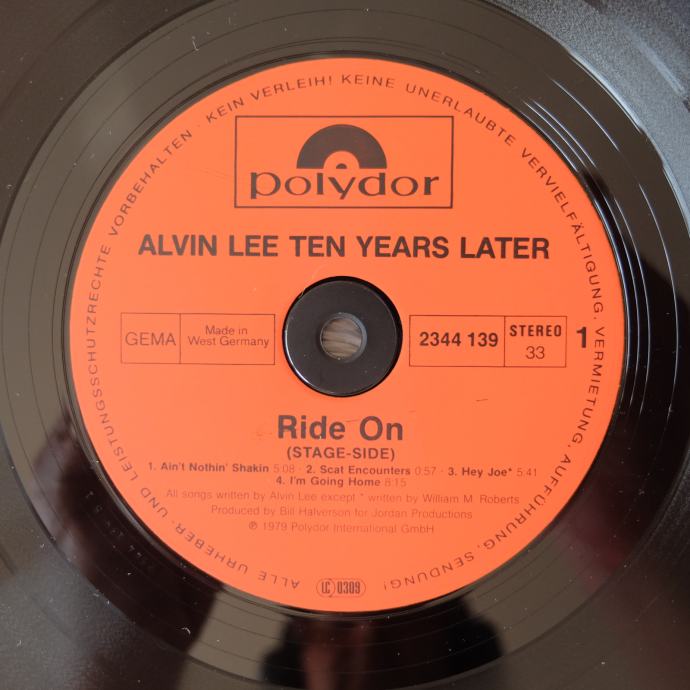 ALLE URHEBER- UND LEISTUNGSSCHUTZRECHTE VORBEHALTEN · KEIN VERLEIH! KEINE UNERLAUBTE VERVIELFÄLTIGUNG, VERMIETUNG, AUFFÜHRUNG, SENDUNG!
polydor
ALVIN LEE TEN YEARS LATER
GEMA
Made in
West Germany
2344 139
STEREO
33
1
Ride On
(STAGE-SIDE)
1. Ain't Nothin' Shakin 5:08 · 2. Scat Encounters 0:57 · 3. Hey Joe* 5:41
4. I'm Going Home 8:15
All songs written by Alvin Lee except * written by William M. Roberts
Produced by Bill Halverson for Jordan Productions
℗ 1979 Polydor International GmbH
LC 0309